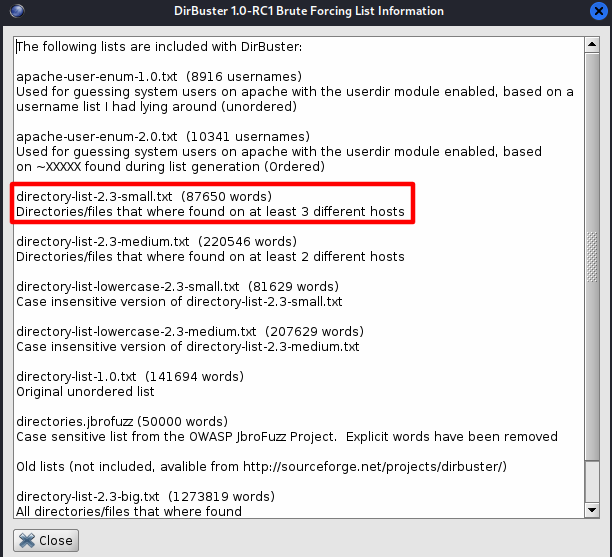 DirBuster 1.0-RC1 Brute Forcing List Information
The following lists are included with DirBuster:
apache-user-enum-1.0.txt  (8916 usernames)
Used for guessing system users on apache with the userdir module enabled, based on a
username list I had lying around (unordered)
apache-user-enum-2.0.txt  (10341 usernames)
Used for guessing system users on apache with the userdir module enabled, based
on ~XXXXX found during list generation (Ordered)
directory-list-2.3-small.txt  (87650 words)
Directories/files that where found on at least 3 different hosts
directory-list-2.3-medium.txt  (220546 words)
Directories/files that where found on at least 2 different hosts
directory-list-lowercase-2.3-small.txt  (81629 words)
Case insensitive version of directory-list-2.3-small.txt
directory-list-lowercase-2.3-medium.txt  (207629 words)
Case insensitive version of directory-list-2.3-medium.txt
directory-list-1.0.txt  (141694 words)
Original unordered list
directories.jbrofuzz (50000 words)
Case sensitive list from the OWASP JbroFuzz Project.  Explicit words have been removed
Old lists (not included, avalible from http://sourceforge.net/projects/dirbuster/)
directory-list-2.3-big.txt  (1273819 words)
All directories/files that where found
Close